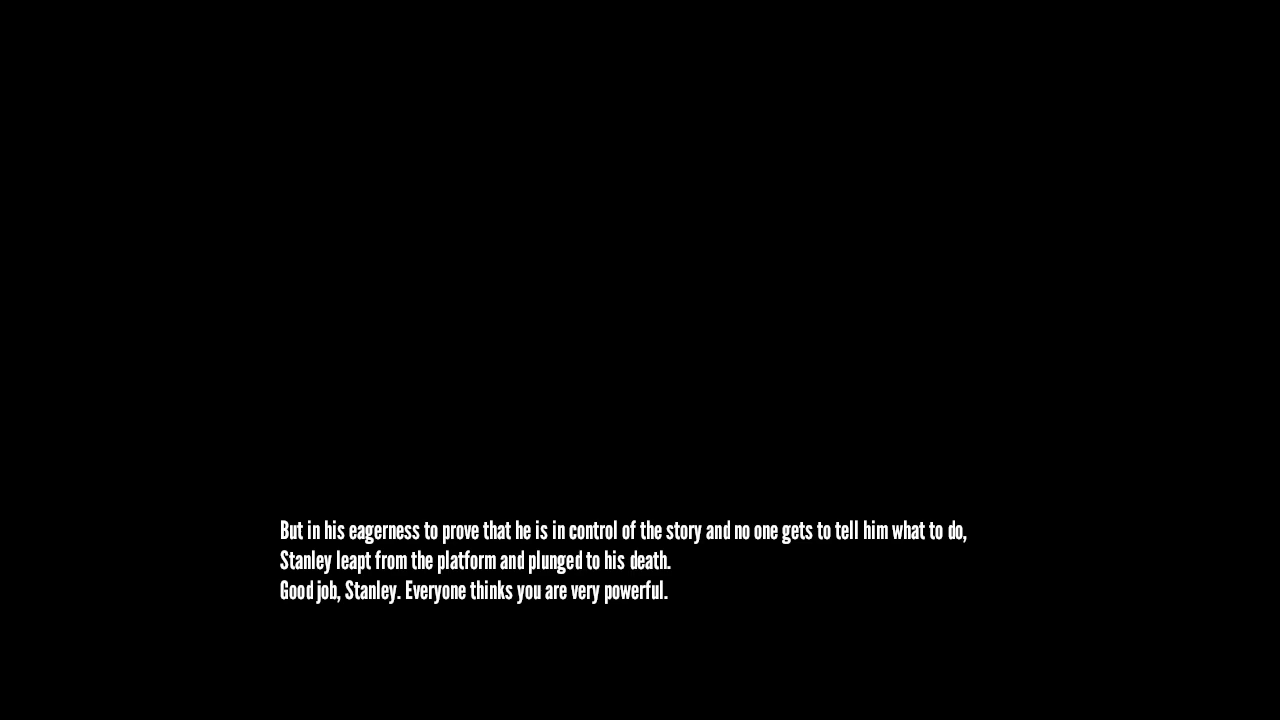 But in his eagerness to prove that he is in control of the story and no one gets to tell him what to do,
Stanley leapt from the platform and plunged to his death.
Good job, Stanley. Everyone thinks you are very powerful.